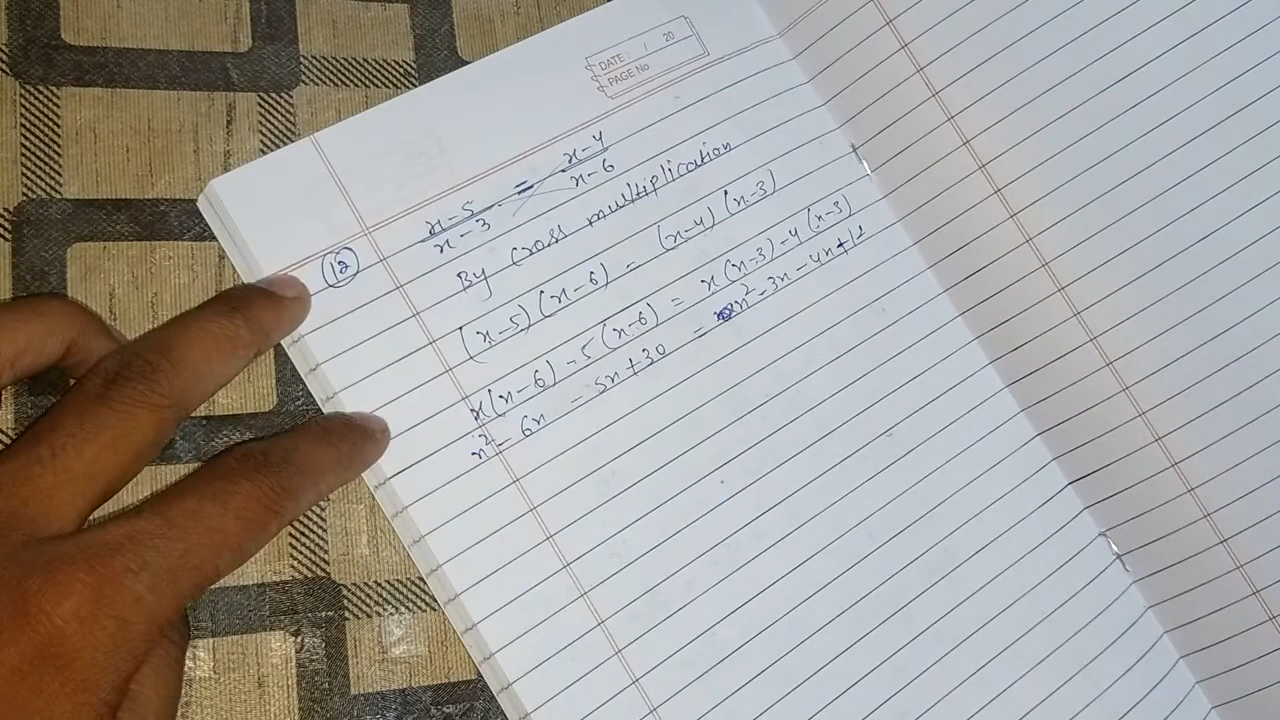 DATE: / 20
PAGE No
(12) x-5/x-3 = x-4/x-6
By cross multiplication
(x-5) (x-6) = (x-4) (x-3)
x(x-6) - 5(x-6) = x(x-3) - 4(x-3)
x² - 6x - 5x + 30 = x² - 3x - 4x + 12